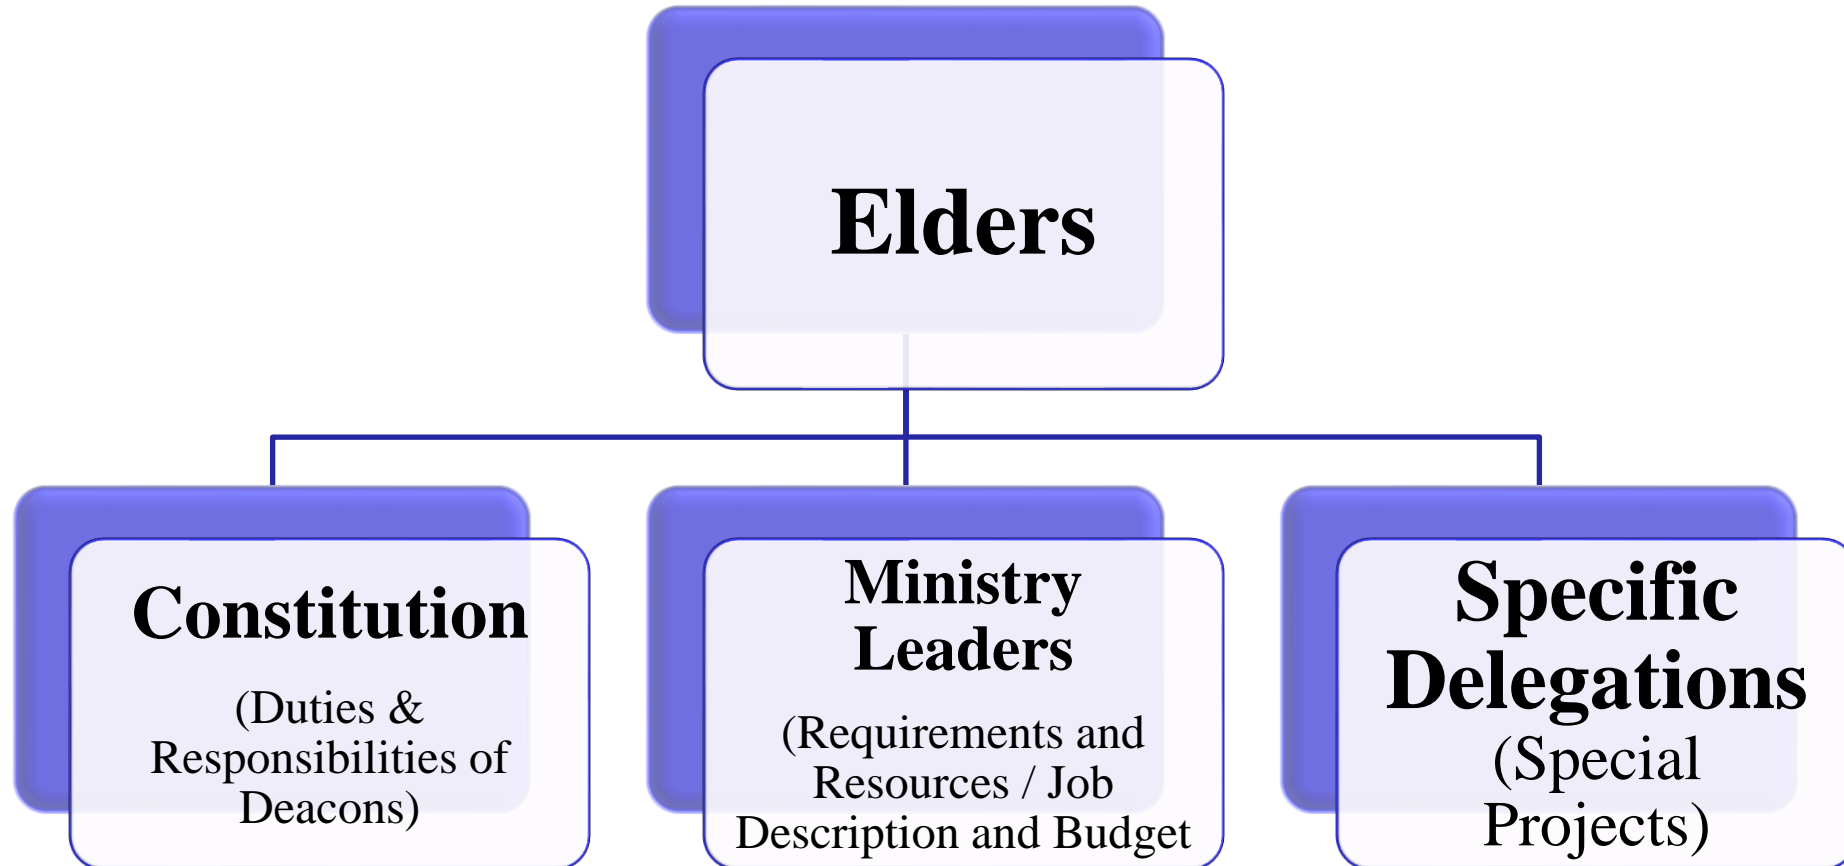 Elders
Constitution
(Duties &
Responsibilities of
Deacons)
Ministry
Leaders
(Requirements and
Resources / Job
Description and Budget
Specific
Delegations
(Special
Projects)